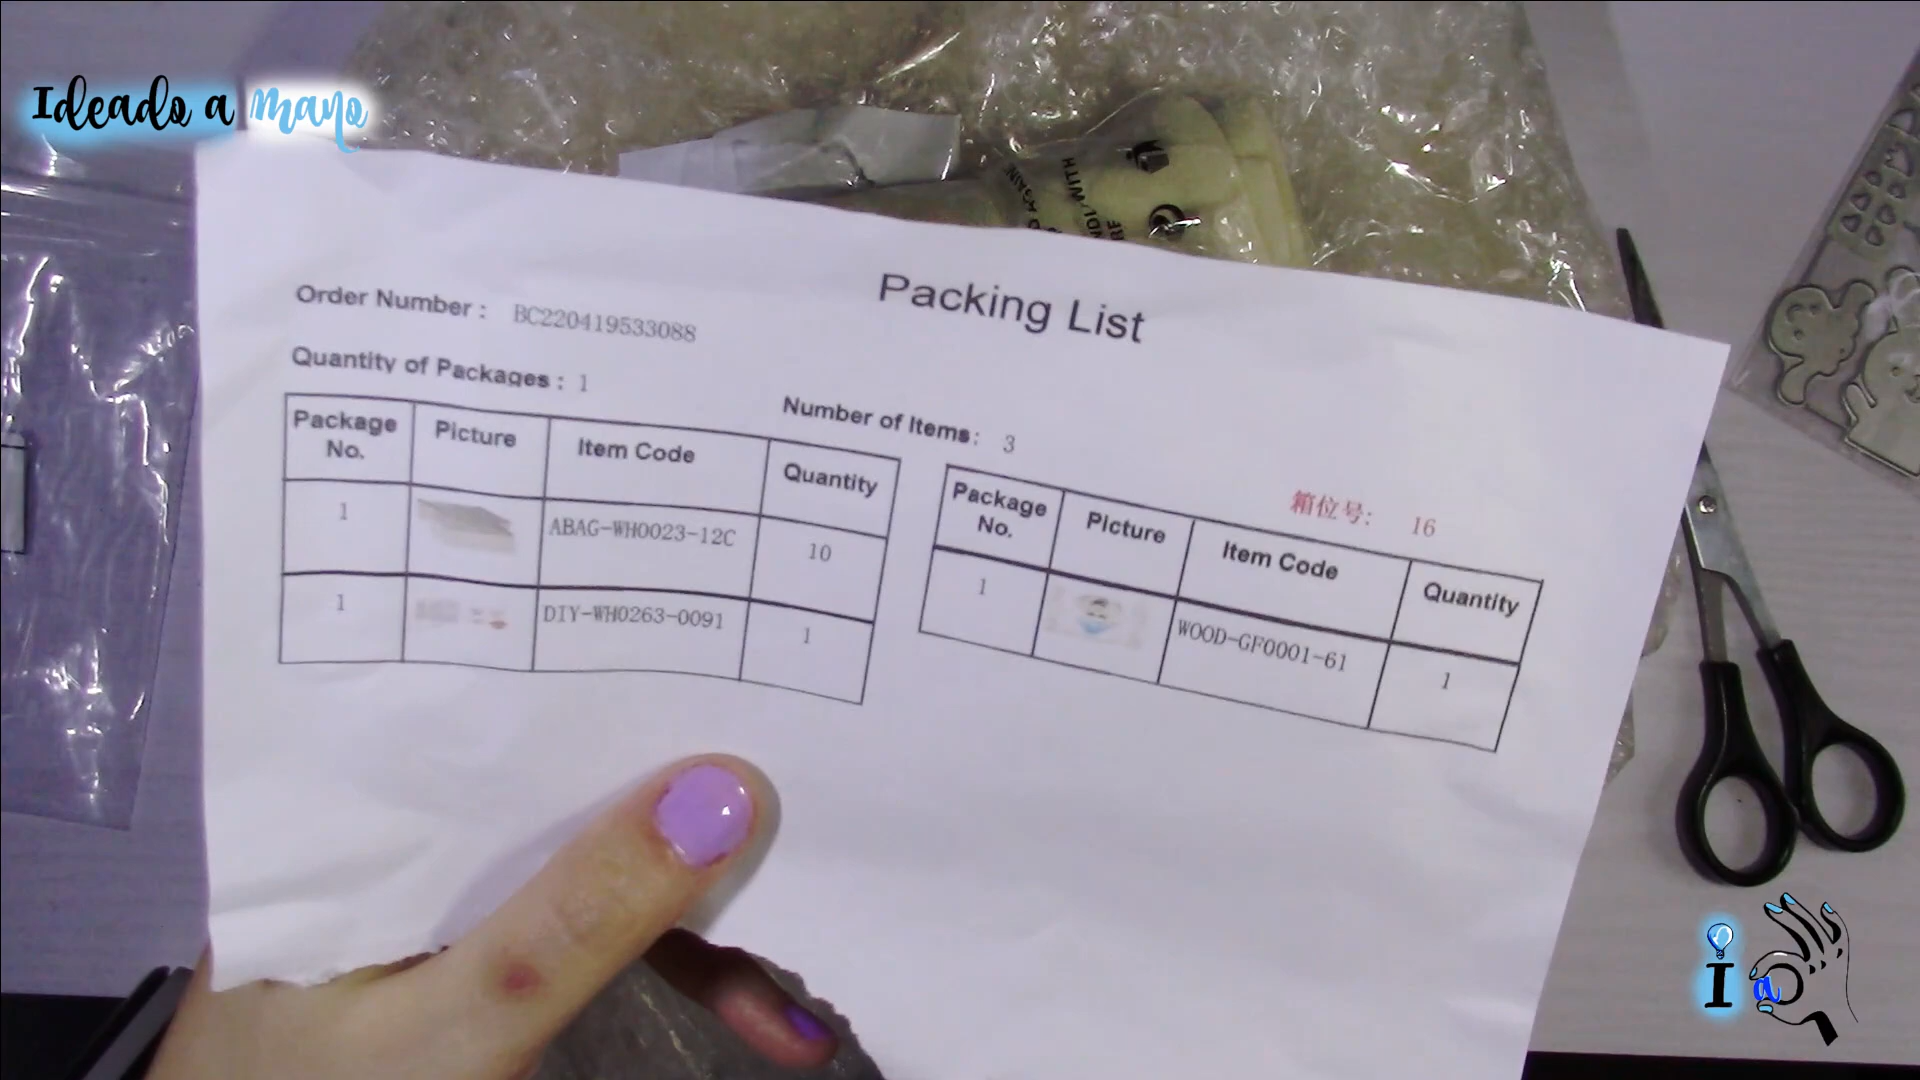 Ideado a mano
AGAIN
WITH
Packing List
Order Number : BC220419533088
Quantity of Packages : 1
Number of Items: 3
箱位号: 16
Package No. Picture Item Code Quantity
1 ABAG-WH0023-12C 10
1 DIY-WH0263-0091 1
Package No. Picture Item Code Quantity
1 WOOD-GF0001-61 1
I a